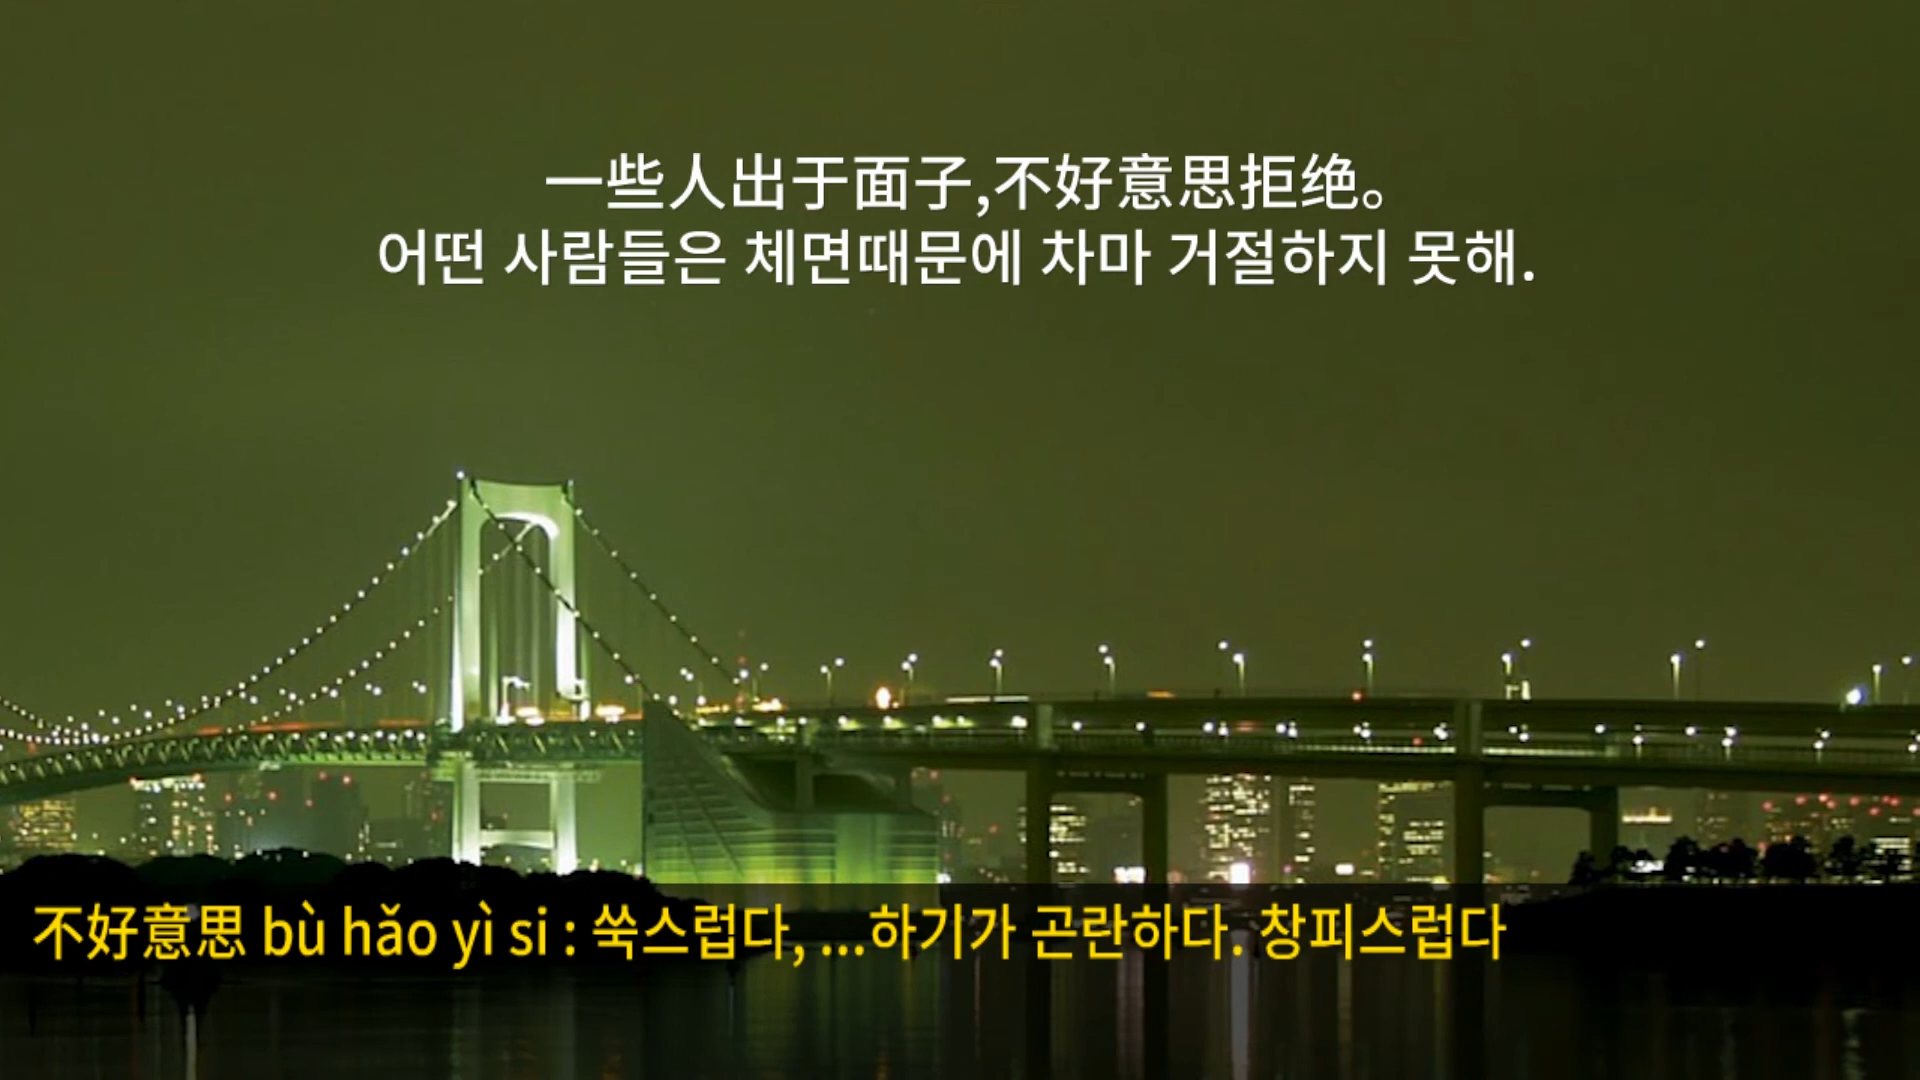 一些人出于面子,不好意思拒绝。
어떤 사람들은 체면때문에 차마 거절하지 못해.
不好意思 bù hǎo yì si : 쑥스럽다, ...하기가 곤란하다. 창피스럽다